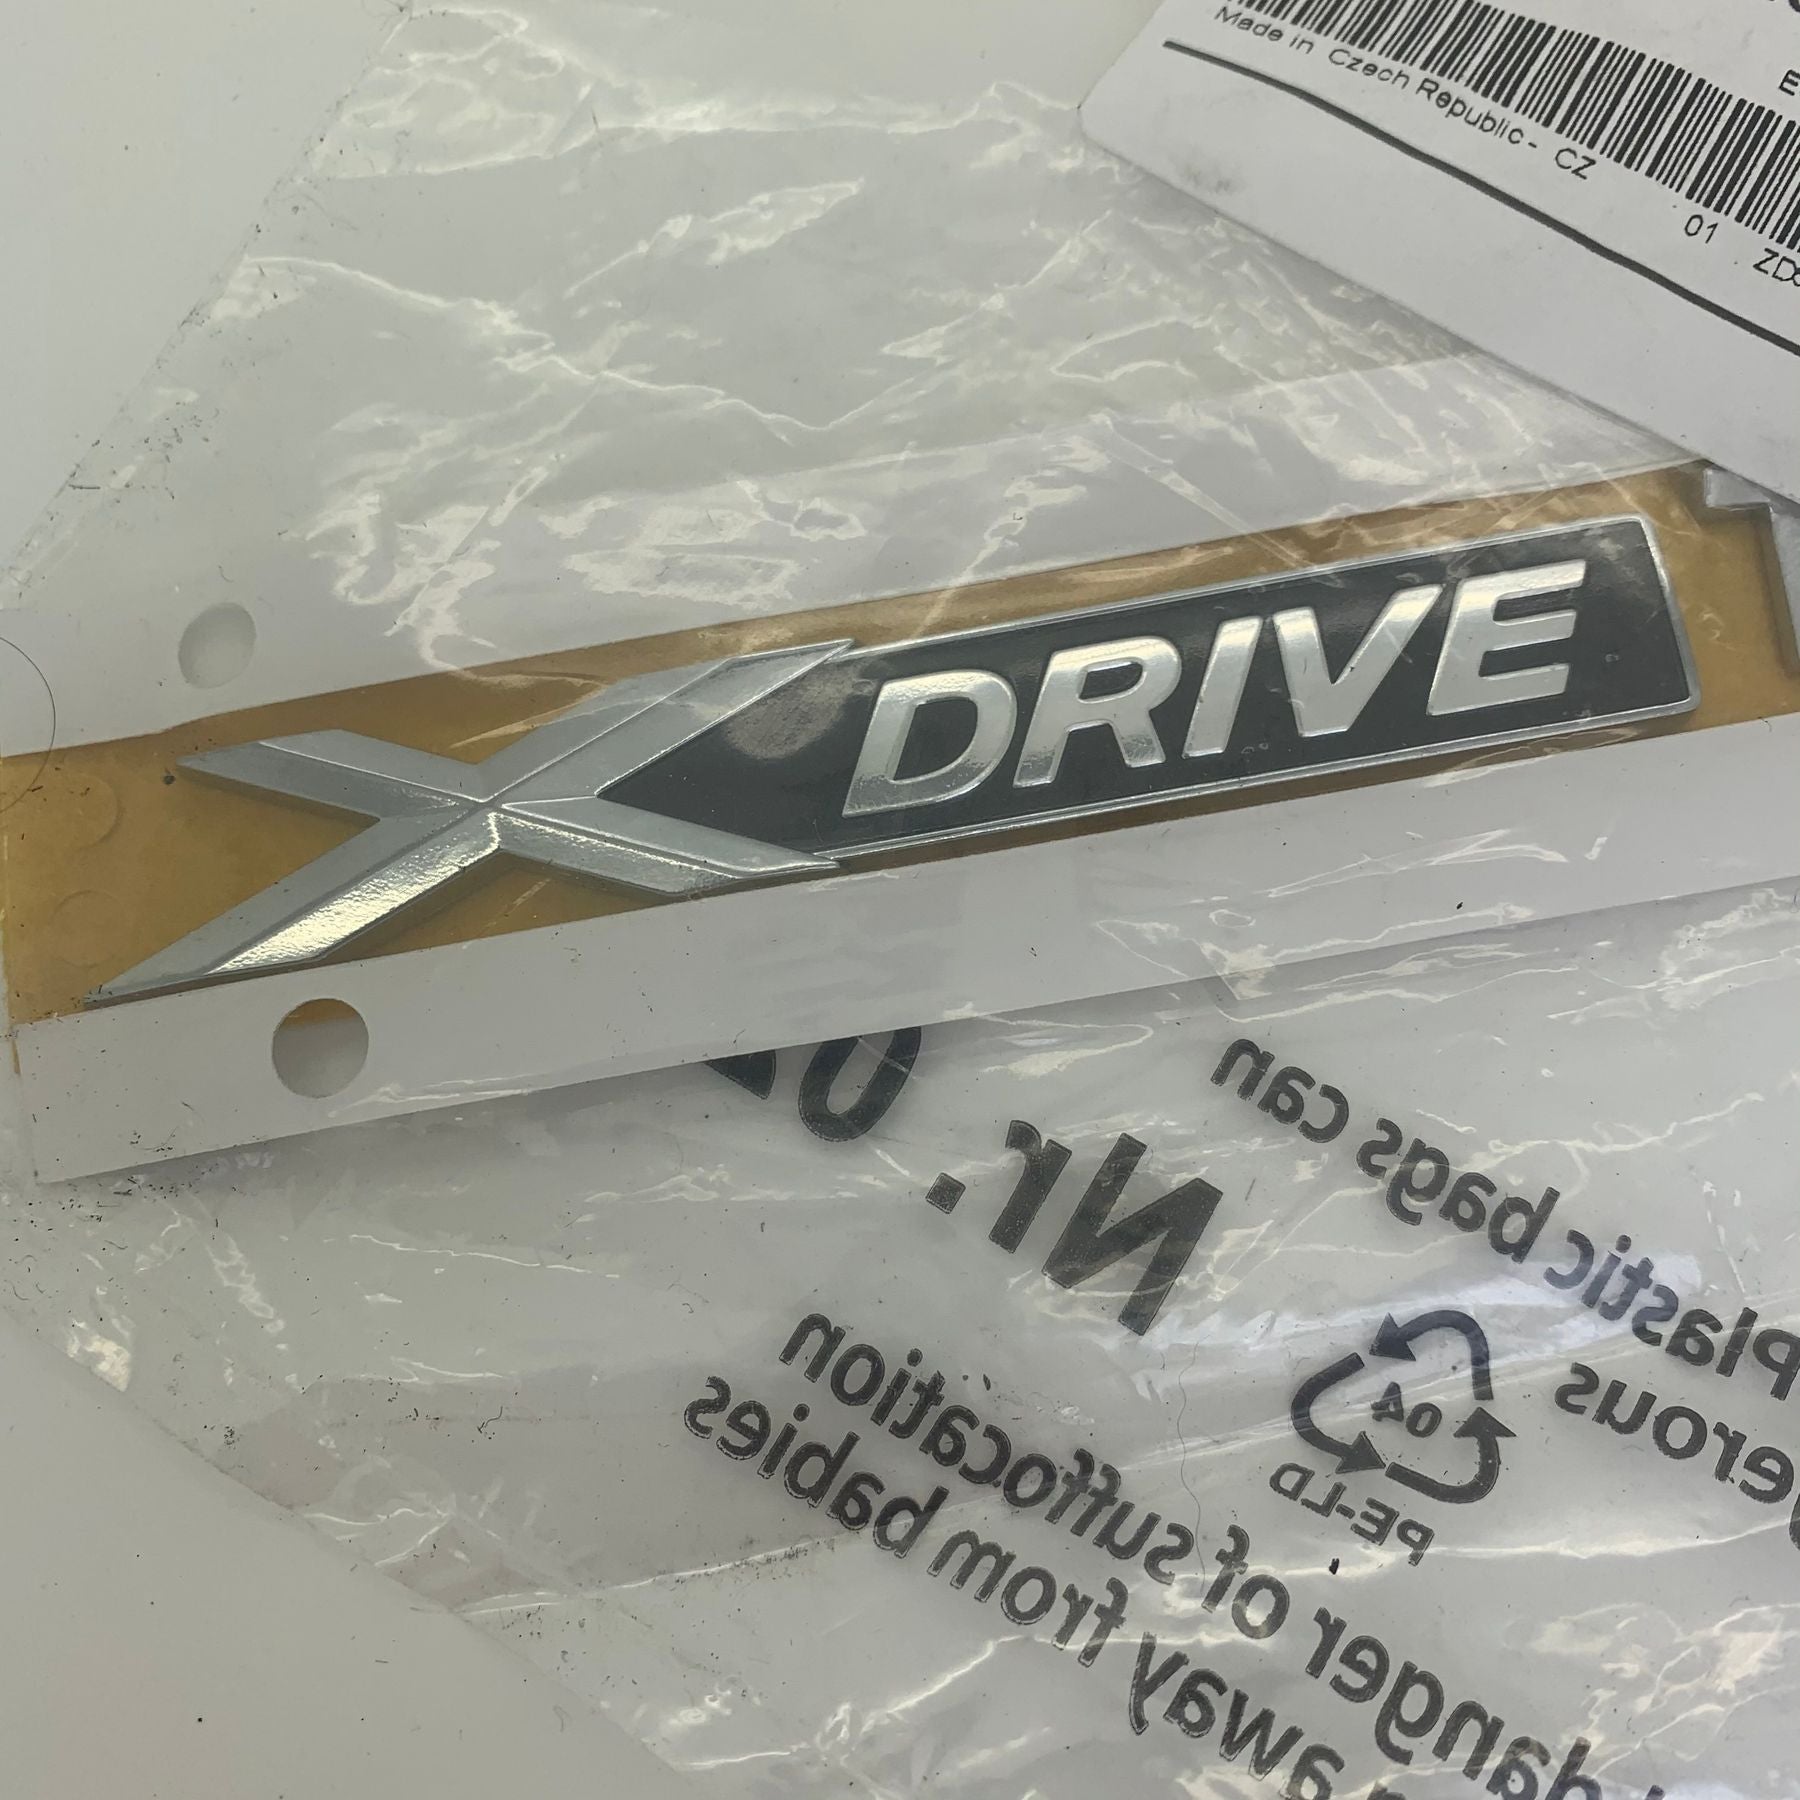 Made in Czech Republic - CZ
01
XDRIVE
Nr. 02
plastic bags can
danger of suffocation
away from babies
04
PE-LD